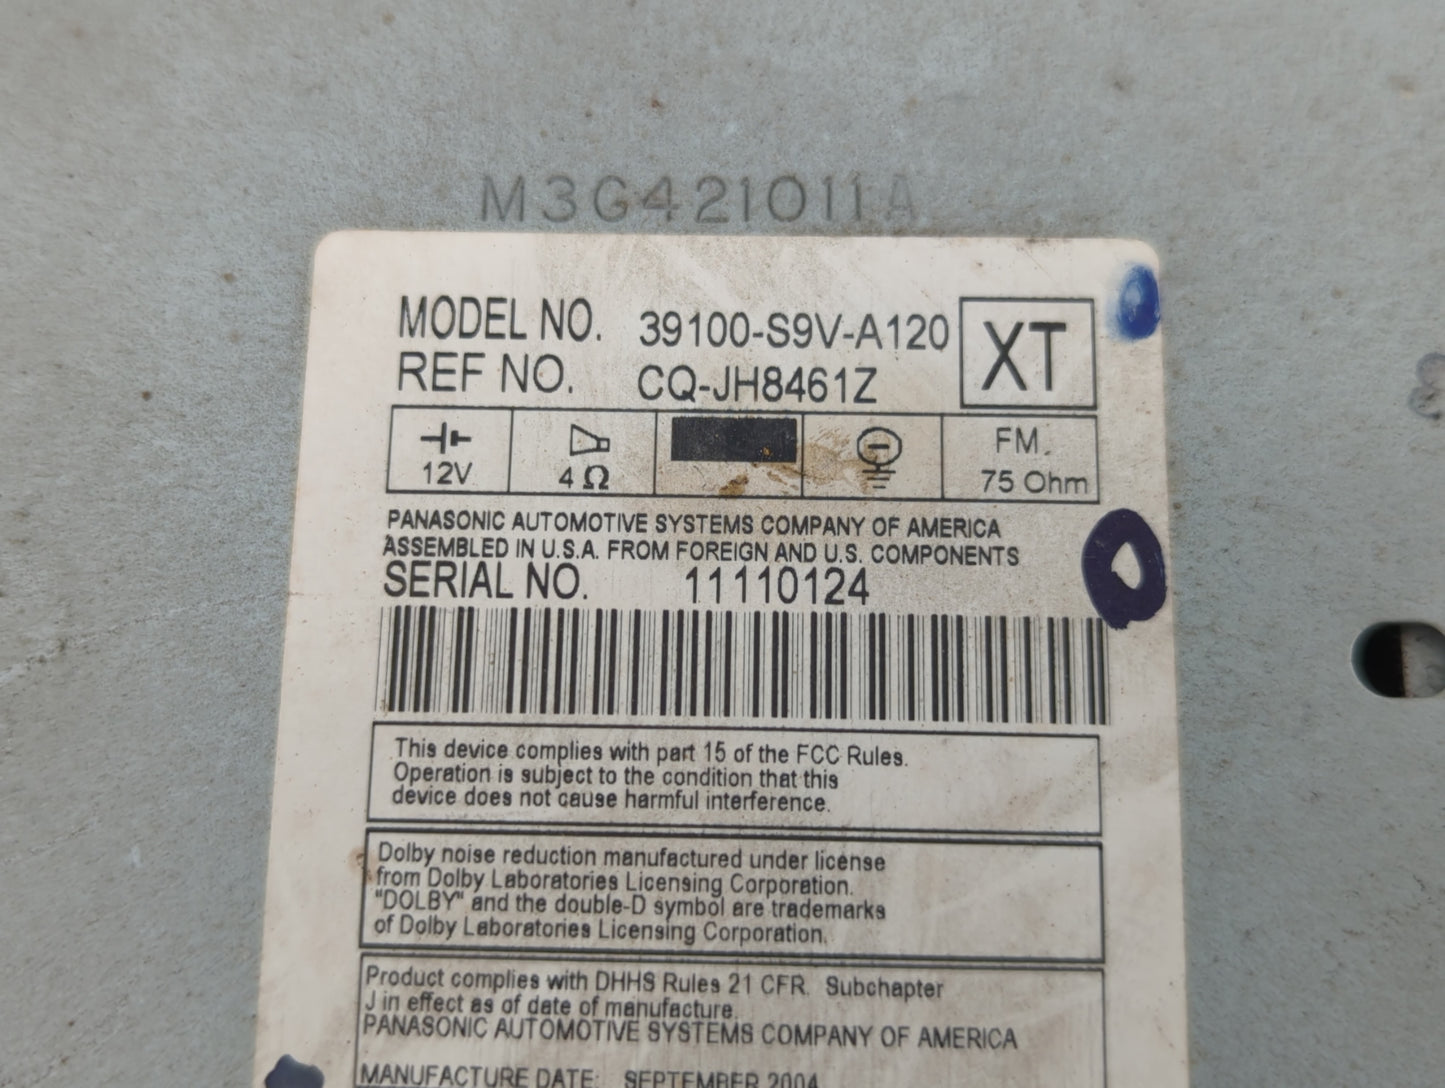 M3G421011A
MODEL NO. 39100-S9V-A120 XT
REF NO. CQ-JH8461Z
12V 4 Ω FM. 75 Ohm
PANASONIC AUTOMOTIVE SYSTEMS COMPANY OF AMERICA
ASSEMBLED IN U.S.A. FROM FOREIGN AND U.S. COMPONENTS
SERIAL NO. 11110124
This device complies with part 15 of the FCC Rules.
Operation is subject to the condition that this
device does not cause harmful interference.
Dolby noise reduction manufactured under license
from Dolby Laboratories Licensing Corporation.
"DOLBY" and the double-D symbol are trademarks
of Dolby Laboratories Licensing Corporation.
Product complies with DHHS Rules 21 CFR. Subchapter
J in effect as of date of manufacture.
PANASONIC AUTOMOTIVE SYSTEMS COMPANY OF AMERICA
MANUFACTURE DATE: SEPTEMBER 2004